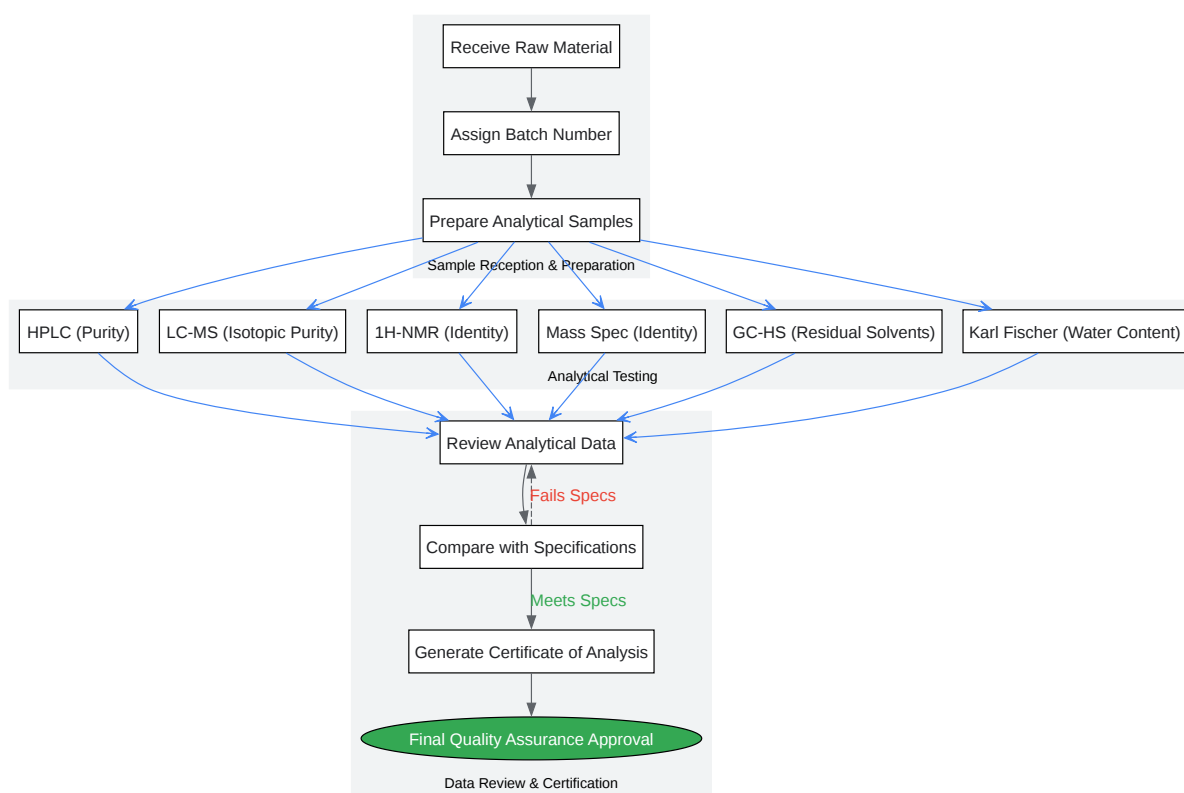 Receive Raw Material
Assign Batch Number
Prepare Analytical Samples
Sample Reception & Preparation
HPLC (Purity)
LC-MS (Isotopic Purity)
1H-NMR (Identity)
Mass Spec (Identity)
GC-HS (Residual Solvents)
Karl Fischer (Water Content)
Analytical Testing
Review Analytical Data
Fails Specs
Compare with Specifications
Meets Specs
Generate Certificate of Analysis
Final Quality Assurance Approval
Data Review & Certification